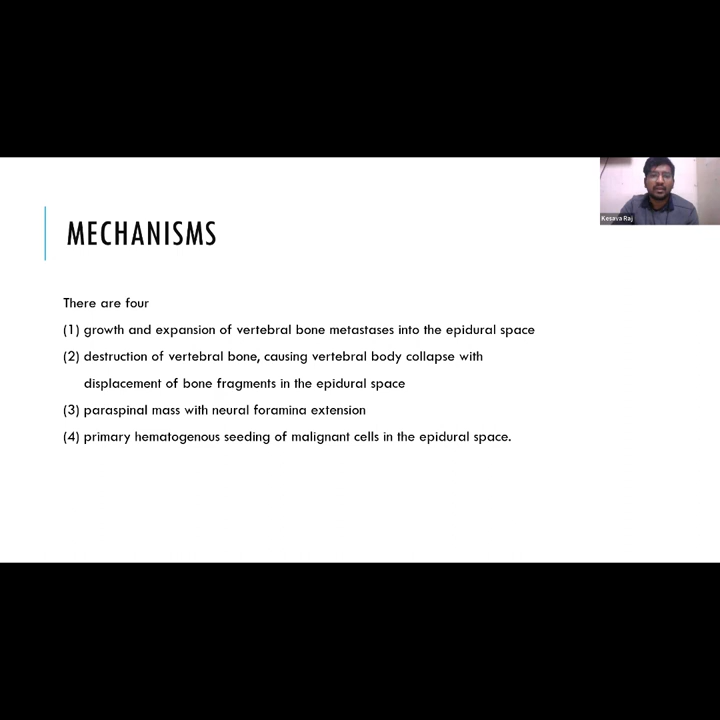 Kesava Raj
MECHANISMS
There are four
(1) growth and expansion of vertebral bone metastases into the epidural space
(2) destruction of vertebral bone, causing vertebral body collapse with
displacement of bone fragments in the epidural space
(3) paraspinal mass with neural foramina extension
(4) primary hematogenous seeding of malignant cells in the epidural space.